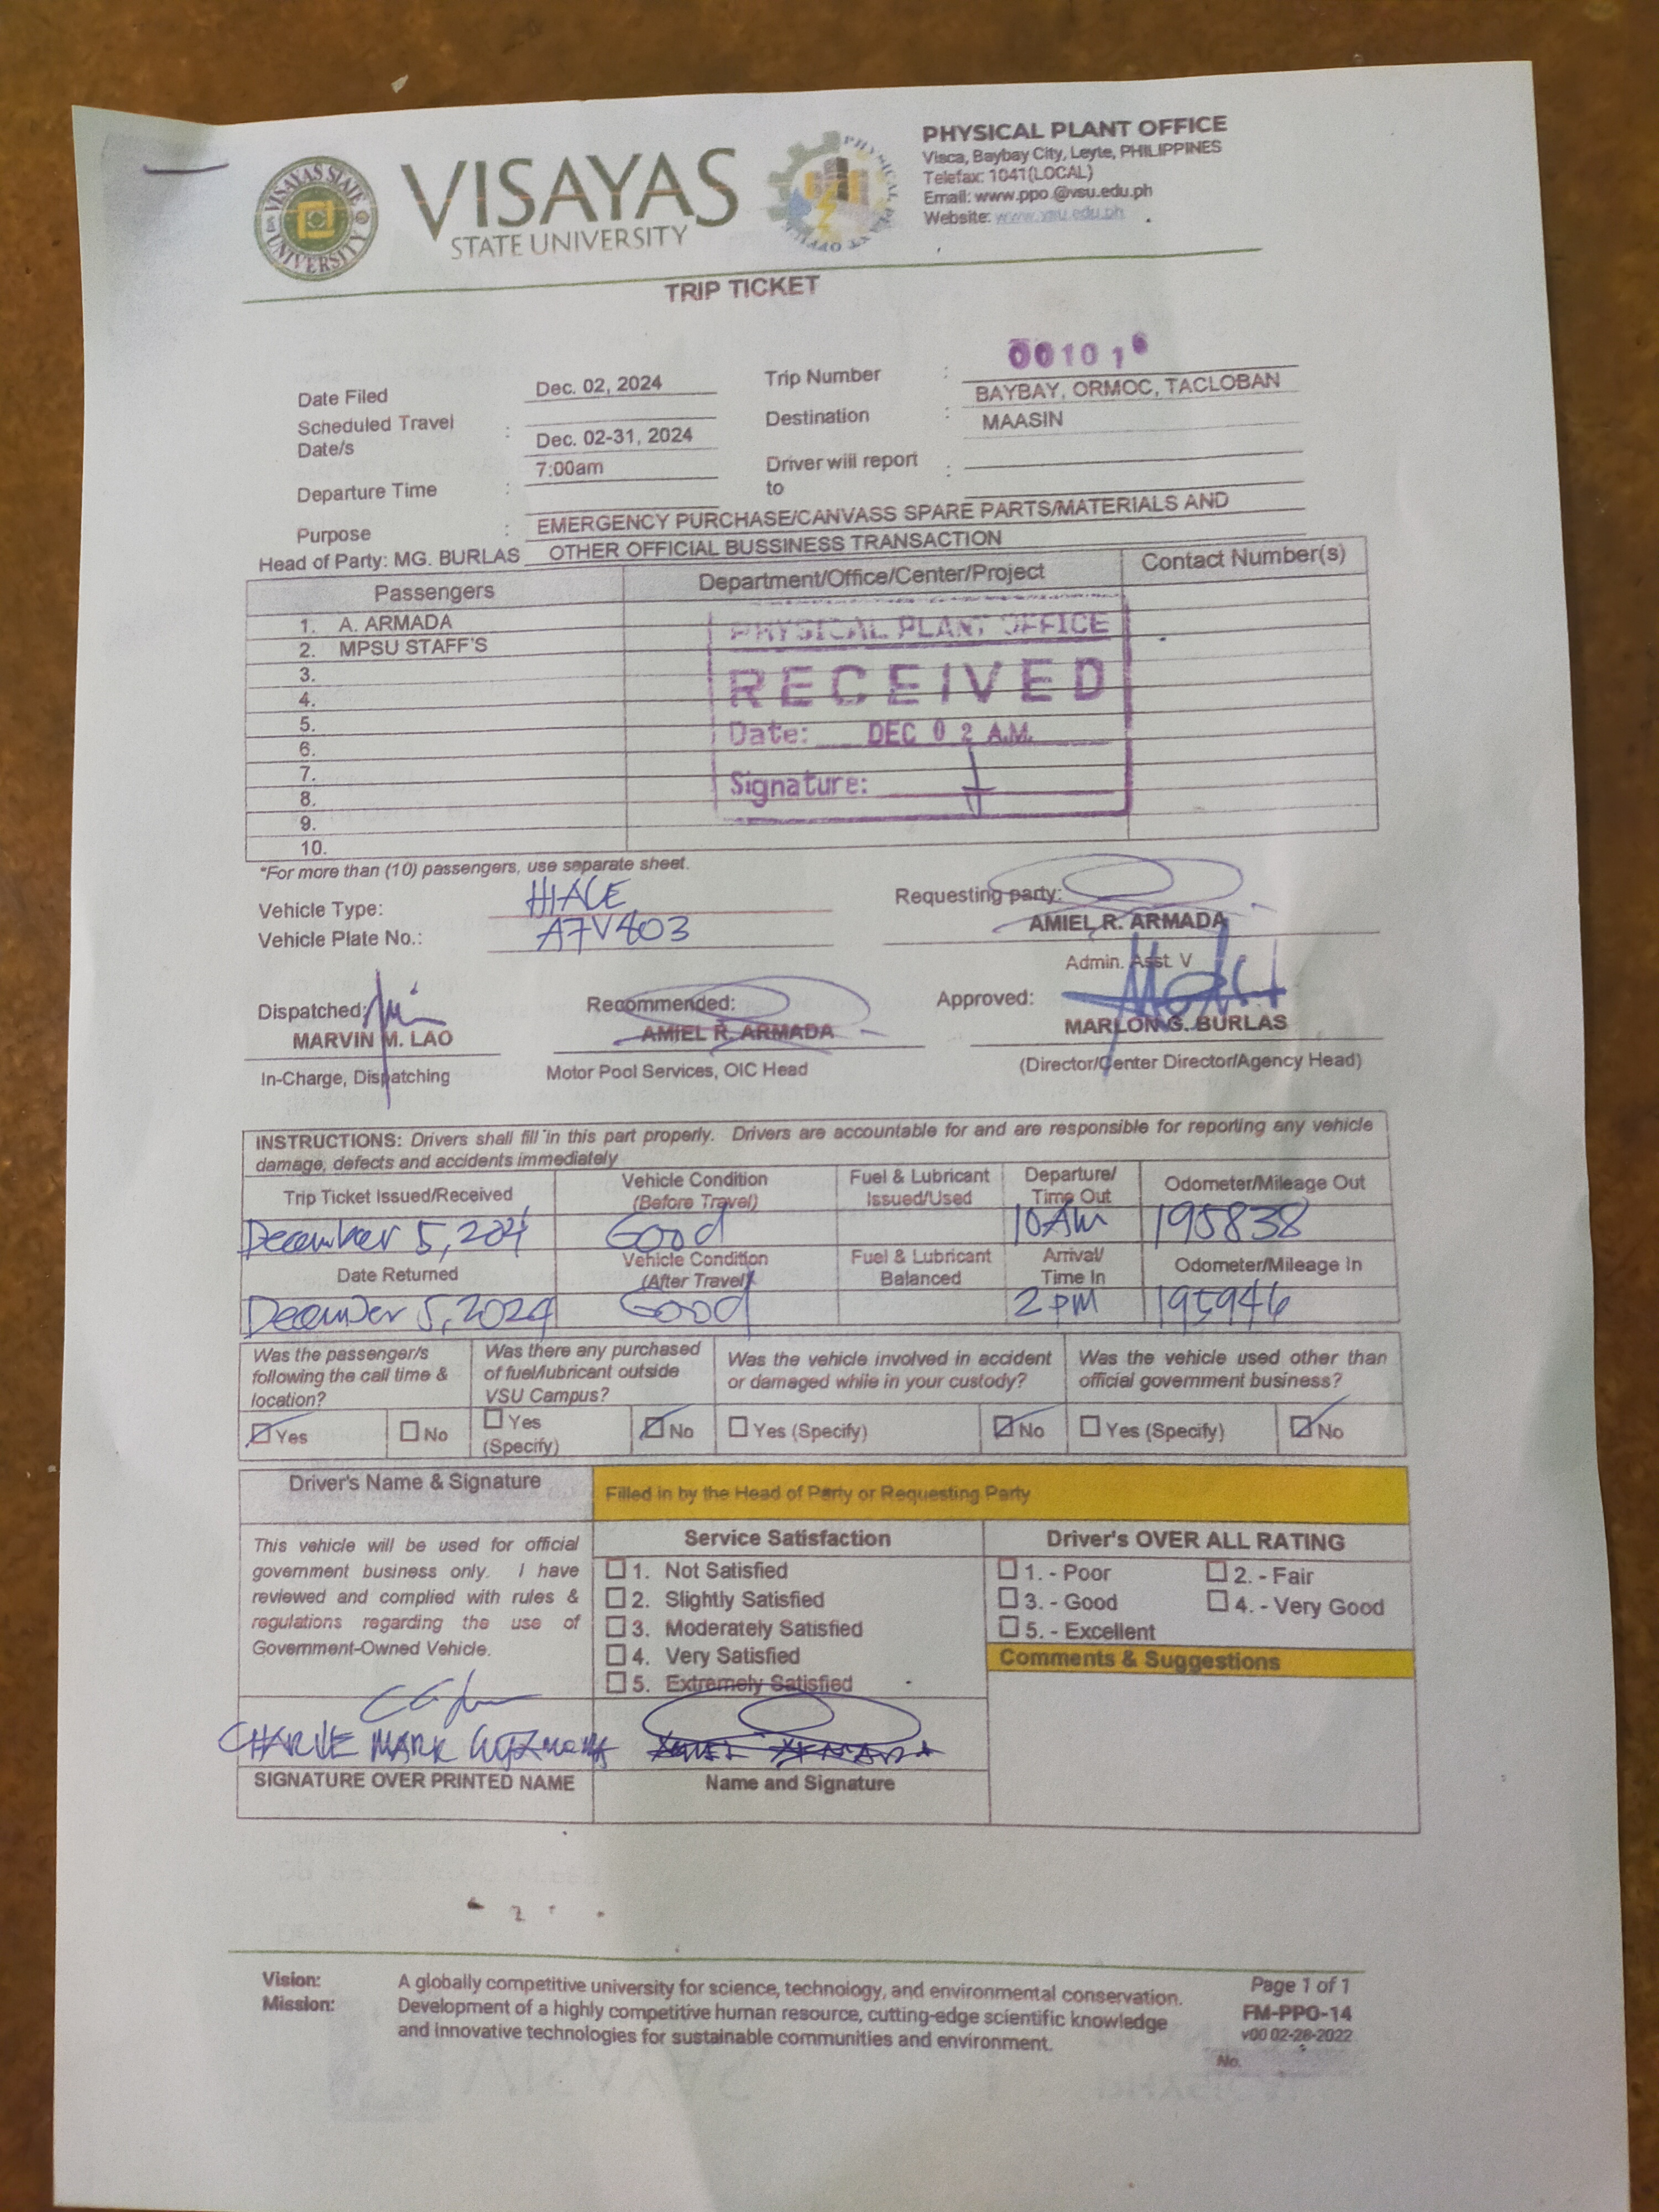 VISAYAS STATE UNIVERSITY
VISAYAS
STATE UNIVERSITY
PHYSICAL PLANT OFFICE
PHYSICAL PLANT OFFICE
Visca, Baybay City, Leyte, PHILIPPINES
Telefax: 1041(LOCAL)
Email: www.ppo.@vsu.edu.ph
Website: www.vsu.edu.ph
TRIP TICKET
Date Filed Dec. 02, 2024 Trip Number : 00101
Scheduled Travel Date/s : Dec. 02-31, 2024 Destination : BAYBAY, ORMOC, TACLOBAN
MAASIN
Departure Time : 7:00am Driver will report to :
Purpose : EMERGENCY PURCHASE/CANVASS SPARE PARTS/MATERIALS AND
Head of Party: MG. BURLAS OTHER OFFICIAL BUSSINESS TRANSACTION
Passengers Department/Office/Center/Project Contact Number(s)
1. A. ARMADA
2. MPSU STAFF'S
3.
4.
5.
6.
7.
8.
9.
10.
PHYSICAL PLANT OFFICE
RECEIVED
Date: DEC 02 A.M.
Signature:
*For more than (10) passengers, use separate sheet.
Vehicle Type: HIACE Requesting party:
Vehicle Plate No.: A7V403 AMIEL R. ARMADA
Admin. Asst. V
Dispatched: Recommended: Approved:
MARVIN M. LAO AMIEL R. ARMADA MARLON G. BURLAS
In-Charge, Dispatching Motor Pool Services, OIC Head (Director/Center Director/Agency Head)
INSTRUCTIONS: Drivers shall fill in this part properly. Drivers are accountable for and are responsible for reporting any vehicle
damage, defects and accidents immediately
Trip Ticket Issued/Received Vehicle Condition (Before Travel) Fuel & Lubricant Issued/Used Departure/ Time Out Odometer/Mileage Out
December 5, 2024 Good 10AM 195838
Date Returned Vehicle Condition (After Travel) Fuel & Lubricant Balanced Arrival/ Time In Odometer/Mileage In
December 5, 2024 Good 2PM 195946
Was the passenger/s following the call time & location? Was there any purchased of fuel/lubricant outside VSU Campus? Was the vehicle involved in accident or damaged while in your custody? Was the vehicle used other than official government business?
Yes No Yes (Specify) No Yes (Specify) No Yes (Specify) No
Driver's Name & Signature Filled in by the Head of Party or Requesting Party
This vehicle will be used for official
government business only. I have
reviewed and complied with rules &
regulations regarding the use of
Government-Owned Vehicle.
Service Satisfaction
1. Not Satisfied
2. Slightly Satisfied
3. Moderately Satisfied
4. Very Satisfied
5. Extremely Satisfied
Driver's OVER ALL RATING
1. - Poor 2. - Fair
3. - Good 4. - Very Good
5. - Excellent
Comments & Suggestions
MARK
SIGNATURE OVER PRINTED NAME Name and Signature
Vision: A globally competitive university for science, technology, and environmental conservation.
Mission: Development of a highly competitive human resource, cutting-edge scientific knowledge
and innovative technologies for sustainable communities and environment.
Page 1 of 1
FM-PPO-14
v00 02-28-2022
No.